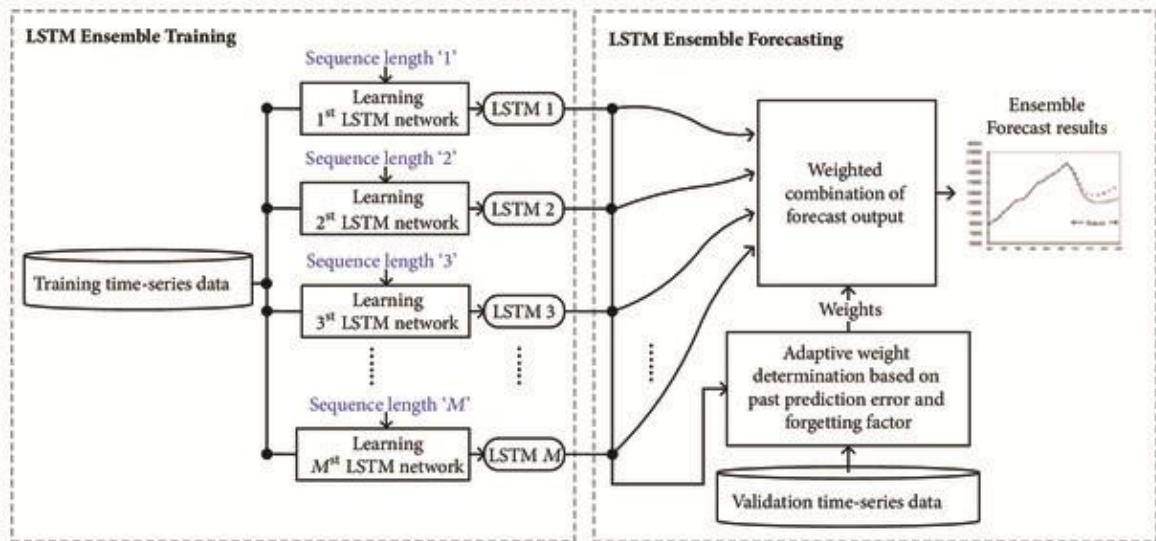 LSTM Ensemble Training
Sequence length '1'
Learning
1st LSTM network
LSTM 1
Sequence length '2'
Learning
2st LSTM network
LSTM 2
Training time-series data
Sequence length '3'
Learning
3st LSTM network
LSTM 3
Sequence length 'M'
Learning
Mst LSTM network
LSTM M
LSTM Ensemble Forecasting
Weighted
combination of
forecast output
Ensemble
Forecast results
Weights
Adaptive weight
determination based on
past prediction error and
forgetting factor
Validation time-series data